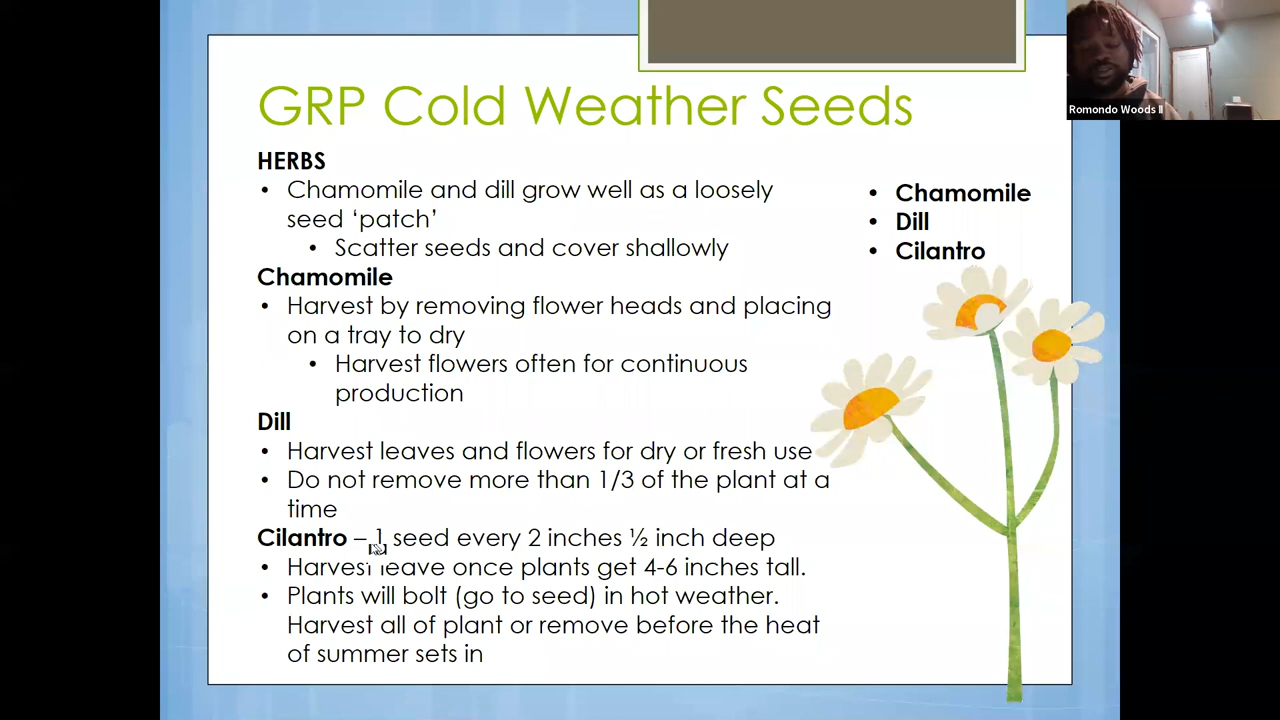 GRP Cold Weather Seeds
HERBS
• Chamomile and dill grow well as a loosely
seed ‘patch’
• Scatter seeds and cover shallowly
Chamomile
• Harvest by removing flower heads and placing
on a tray to dry
• Harvest flowers often for continuous
production
Dill
• Harvest leaves and flowers for dry or fresh use
• Do not remove more than 1/3 of the plant at a
time
Cilantro – 1 seed every 2 inches ½ inch deep
• Harvest leave once plants get 4-6 inches tall.
• Plants will bolt (go to seed) in hot weather.
Harvest all of plant or remove before the heat
of summer sets in
• Chamomile
• Dill
• Cilantro
Romondo Woods II